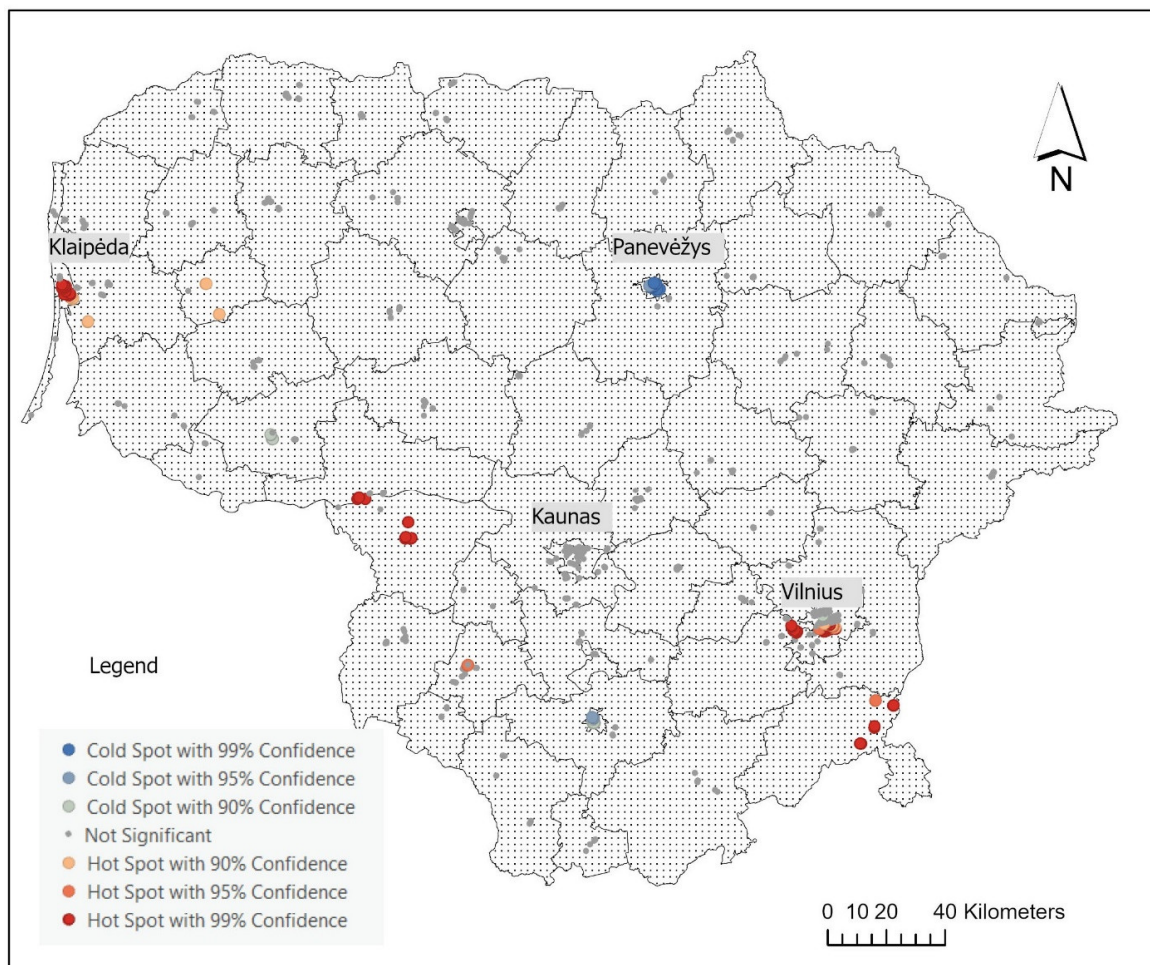 N
Klaipėda
Panevėžys
Kaunas
Vilnius
Legend
Cold Spot with 99% Confidence
Cold Spot with 95% Confidence
Cold Spot with 90% Confidence
Not Significant
Hot Spot with 90% Confidence
Hot Spot with 95% Confidence
Hot Spot with 99% Confidence
0 10 20 40 Kilometers